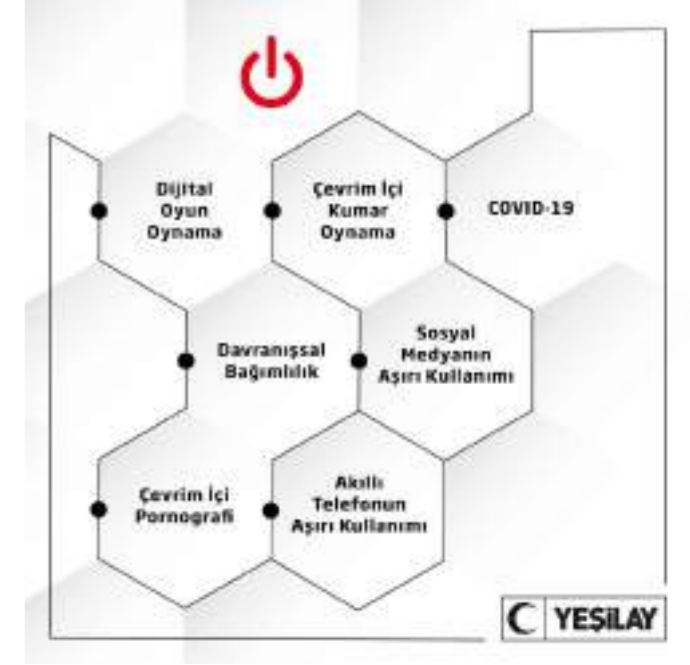 Dijital
Oyun
Oynama
Çevrim İçi
Kumar
Oynama
COVID-19
Davranışsal
Bağımlılık
Sosyal
Medyanın
Aşırı Kullanımı
Çevrim İçi
Pornografi
Akıllı
Telefonun
Aşırı Kullanımı
YEŞİLAY